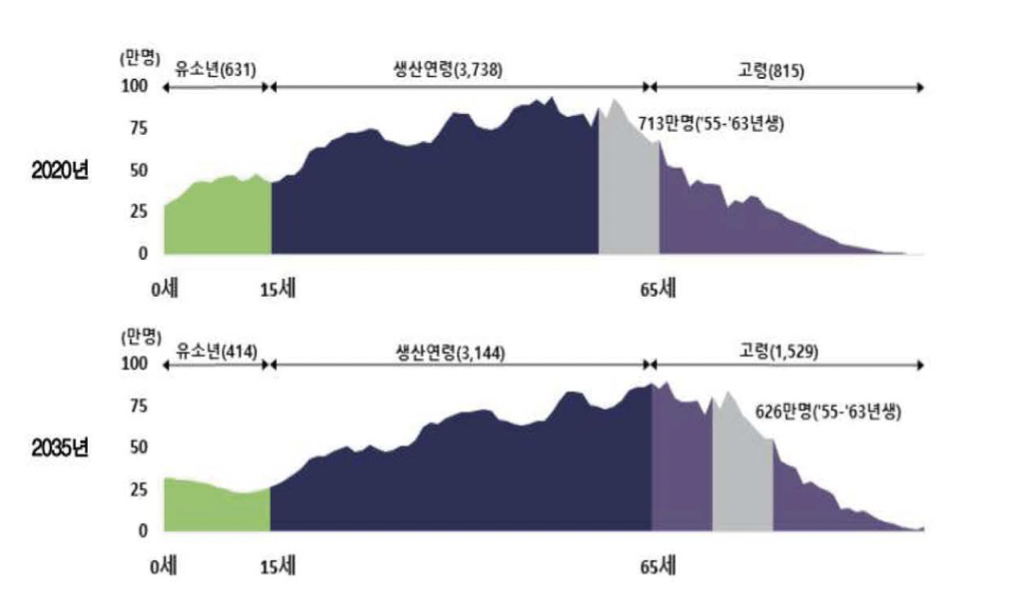 (만명)
유소년(631) 생산연령(3,738) 고령(815)
100
713만명('55-'63년생)
75
2020년
50
25
0
0세 15세 65세
(만명)
유소년(414) 생산연령(3,144) 고령(1,529)
100
626만명('55-'63년생)
75
2035년
50
25
0
0세 15세 65세